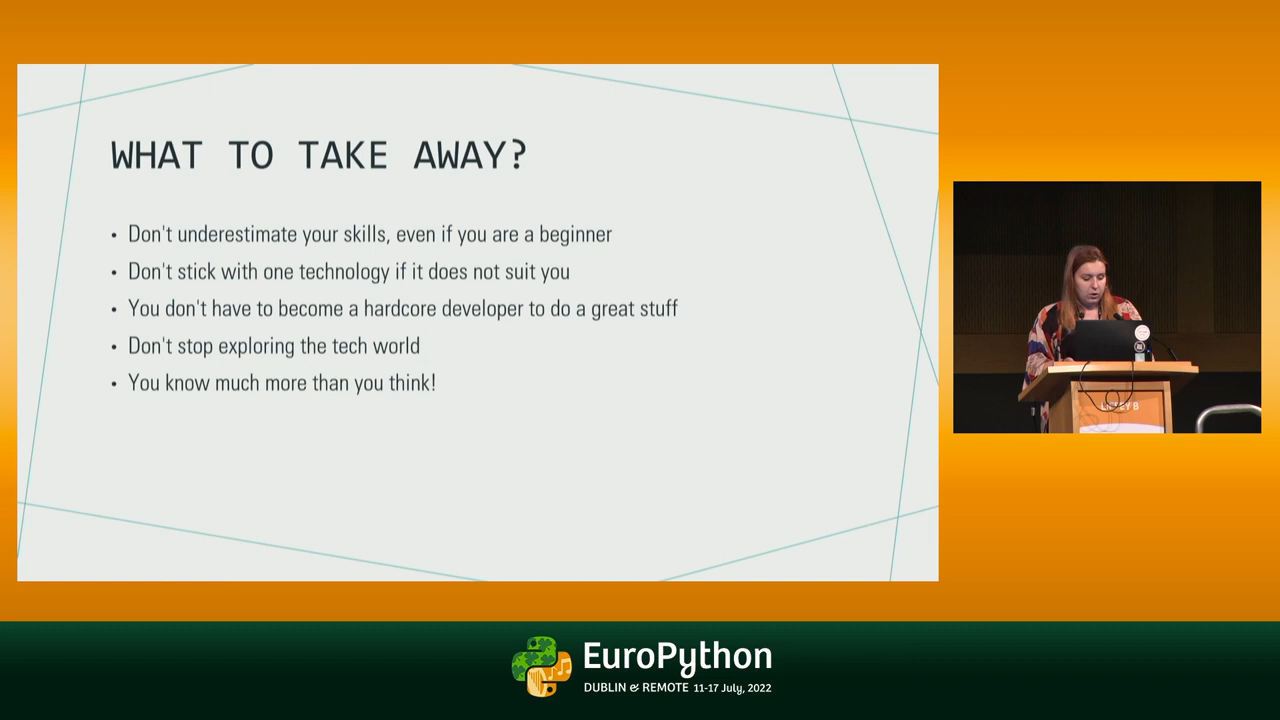 WHAT TO TAKE AWAY?
• Don't underestimate your skills, even if you are a beginner
• Don't stick with one technology if it does not suit you
• You don't have to become a hardcore developer to do a great stuff
• Don't stop exploring the tech world
• You know much more than you think!
LIFFEY B
EuroPython
DUBLIN & REMOTE 11-17 July, 2022